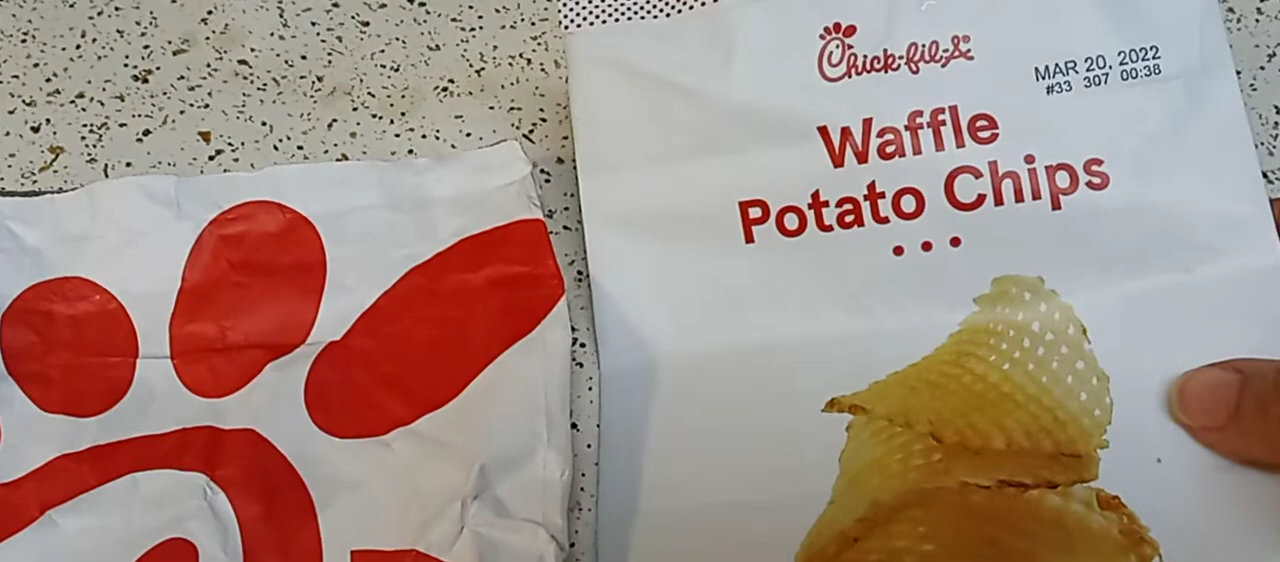 Chick-fil-A®
MAR 20, 2022
#33 307 00:38
Waffle
Potato Chips